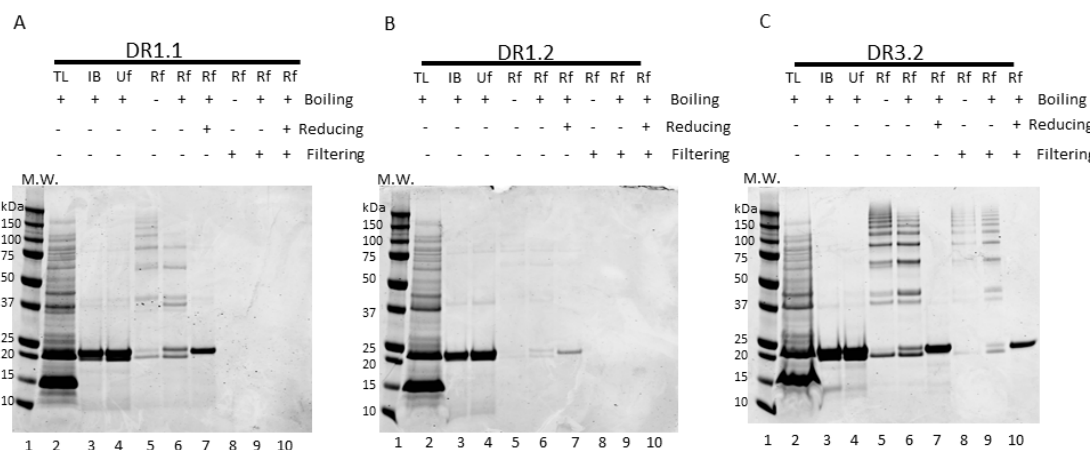 A
DR1.1
TL IB Uf Rf Rf Rf Rf Rf Rf
+ + + - + + - + + Boiling
- - - - - + + Reducing
- - - - - + + + Filtering
M.W.
kDa
150
100
75
50
37
25
20
15
10
1 2 3 4 5 6 7 8 9 10
B
DR1.2
TL IB Uf Rf Rf Rf Rf Rf Rf
+ + + - + + - + + Boiling
- - - - - + + Reducing
- - - - - + + + Filtering
M.W.
kDa
150
100
75
50
37
25
20
15
10
1 2 3 4 5 6 7 8 9 10
C
DR3.2
TL IB Uf Rf Rf Rf Rf Rf Rf
+ + + - + + - + + Boiling
- - - - - + + Reducing
- - - - - + + + Filtering
M.W.
kDa
150
100
75
50
37
25
20
15
10
1 2 3 4 5 6 7 8 9 10